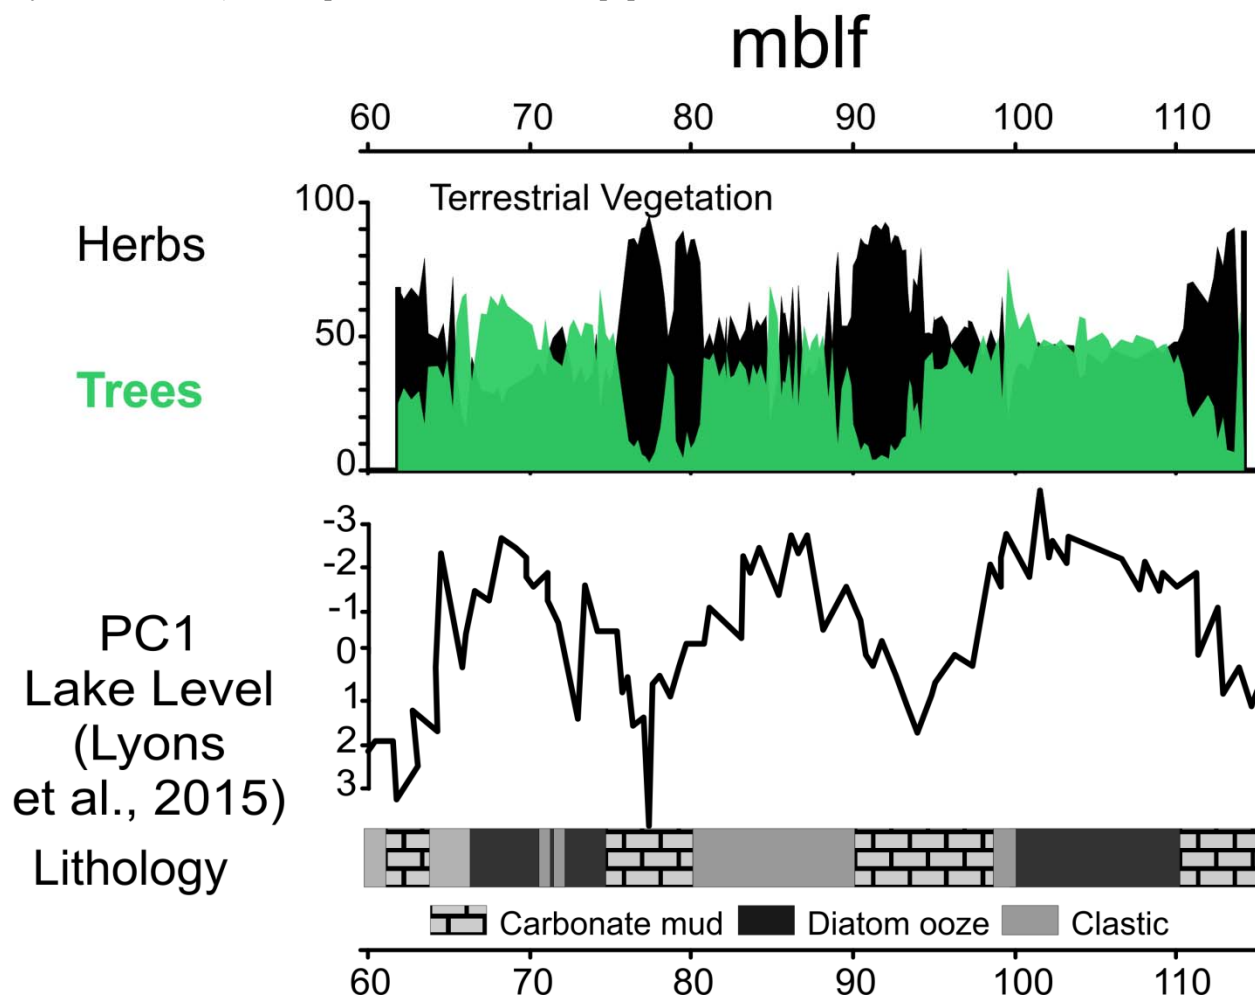 mblf
60 70 80 90 100 110
Terrestrial Vegetation
Herbs
Trees
100
50
0
-3
-2
-1
0
1
2
3
PC1
Lake Level
(Lyons
et al., 2015)
Lithology
Carbonate mud Diatom ooze Clastic
60 70 80 90 100 110